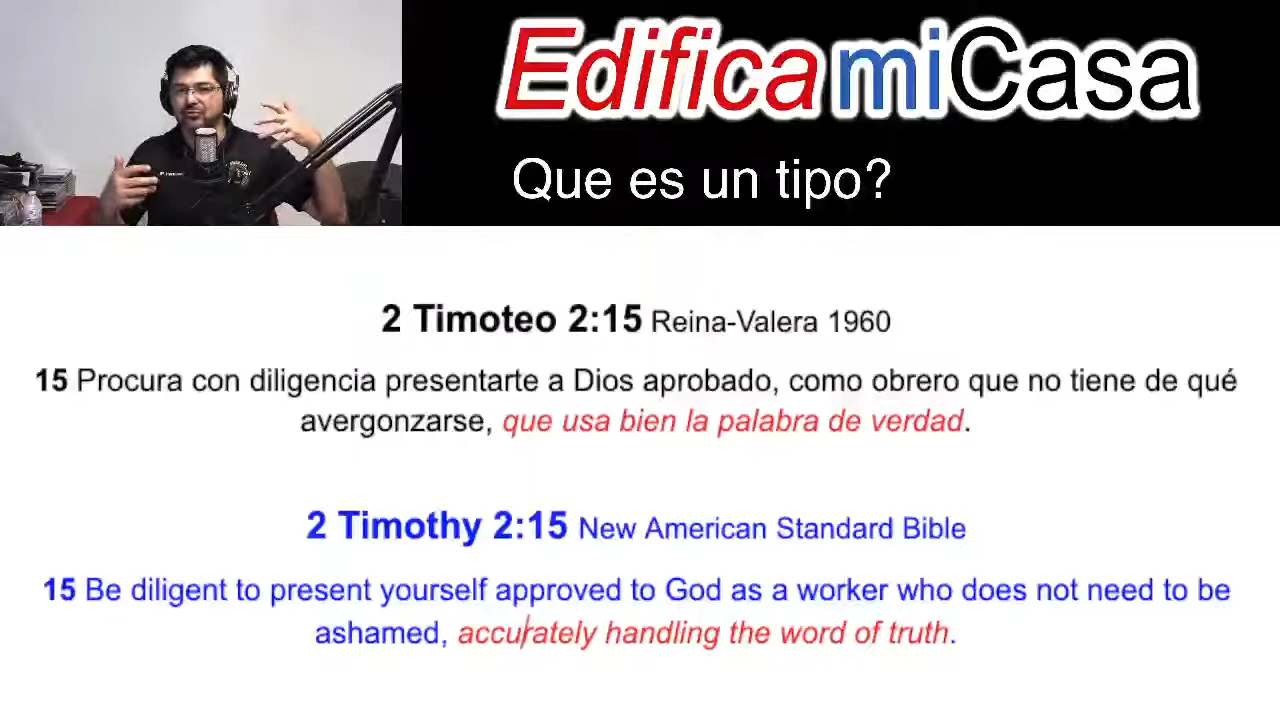 EdificamiCasa
Que es un tipo?
2 Timoteo 2:15 Reina-Valera 1960
15 Procura con diligencia presentarte a Dios aprobado, como obrero que no tiene de qué
avergonzarse, que usa bien la palabra de verdad.
2 Timothy 2:15 New American Standard Bible
15 Be diligent to present yourself approved to God as a worker who does not need to be
ashamed, accurately handling the word of truth.